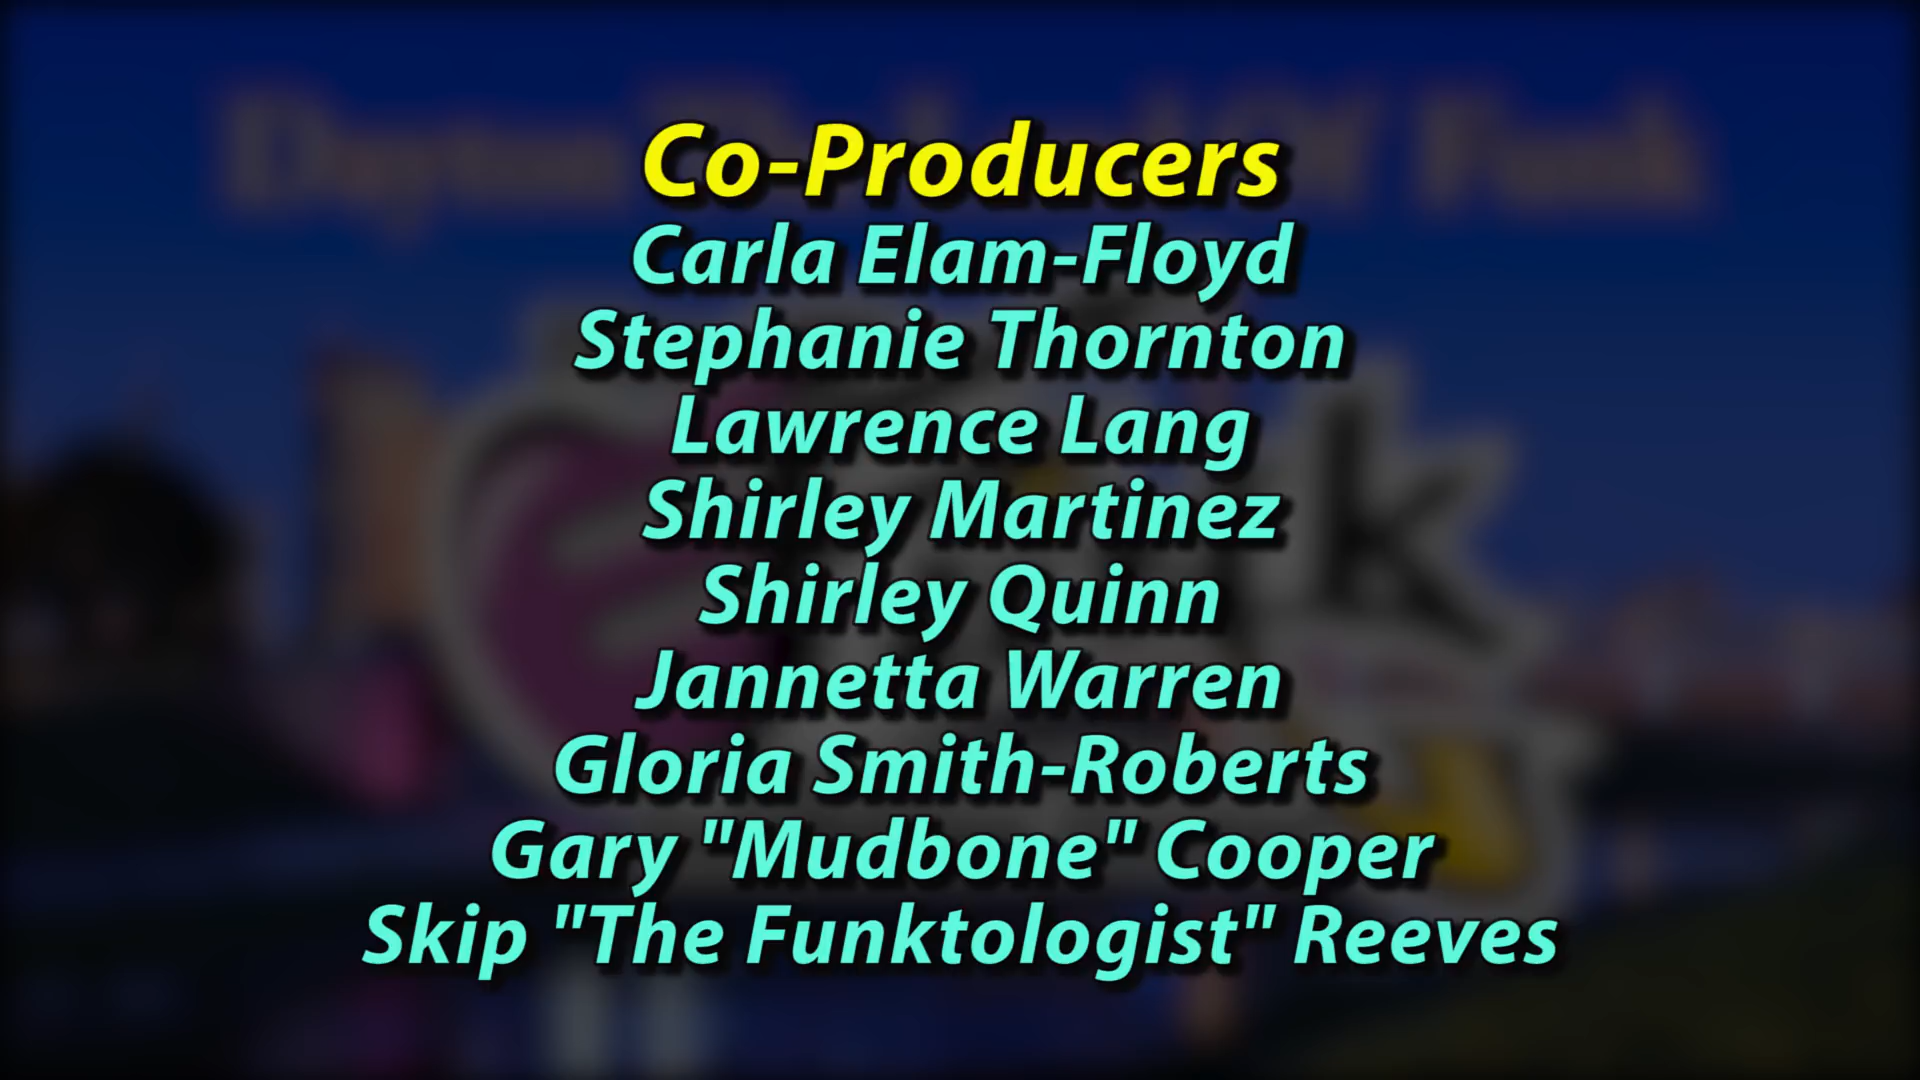 Co-Producers
Carla Elam-Floyd
Stephanie Thornton
Lawrence Lang
Shirley Martinez
Shirley Quinn
Jannetta Warren
Gloria Smith-Roberts
Gary "Mudbone" Cooper
Skip "The Funktologist" Reeves